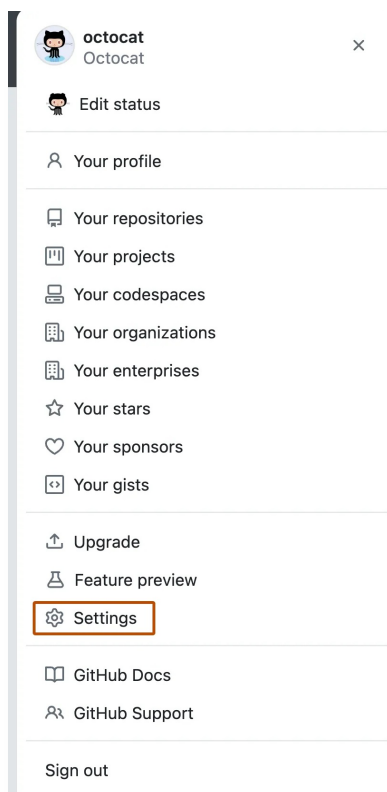 octocat
Octocat
Edit status
Your profile
Your repositories
Your projects
Your codespaces
Your organizations
Your enterprises
Your stars
Your sponsors
Your gists
Upgrade
Feature preview
Settings
GitHub Docs
GitHub Support
Sign out